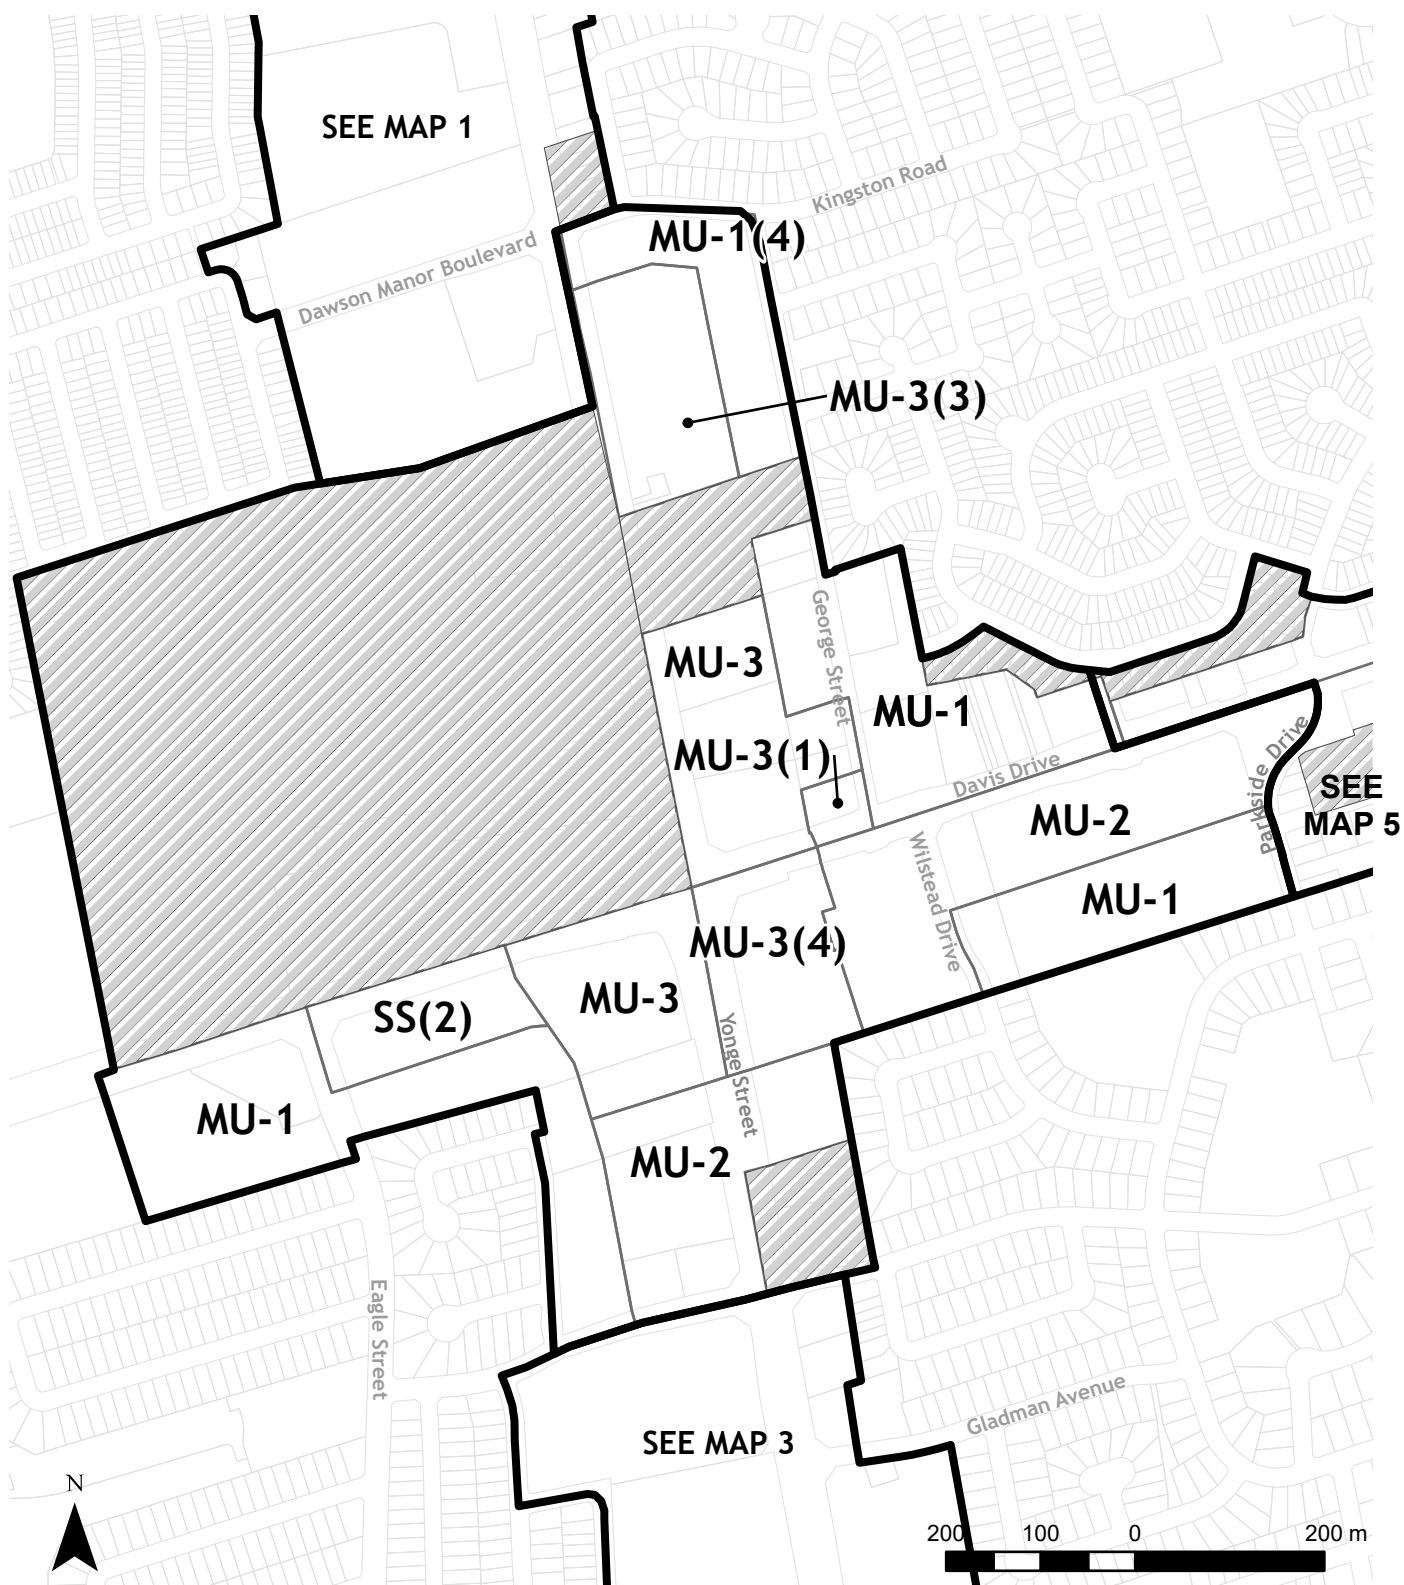 SEE MAP 1
Kingston Road
MU-1(4)
Dawson Manor Boulevard
MU-3(3)
George Street
MU-3
MU-1
MU-3(1)
Davis Drive
Parkside Drive
SEE
MAP 5
MU-2
Wilstead Drive
MU-1
MU-3(4)
MU-3
SS(2)
Yonge Street
MU-1
MU-2
Eagle Street
Gladman Avenue
SEE MAP 3
N
200 100 0 200 m